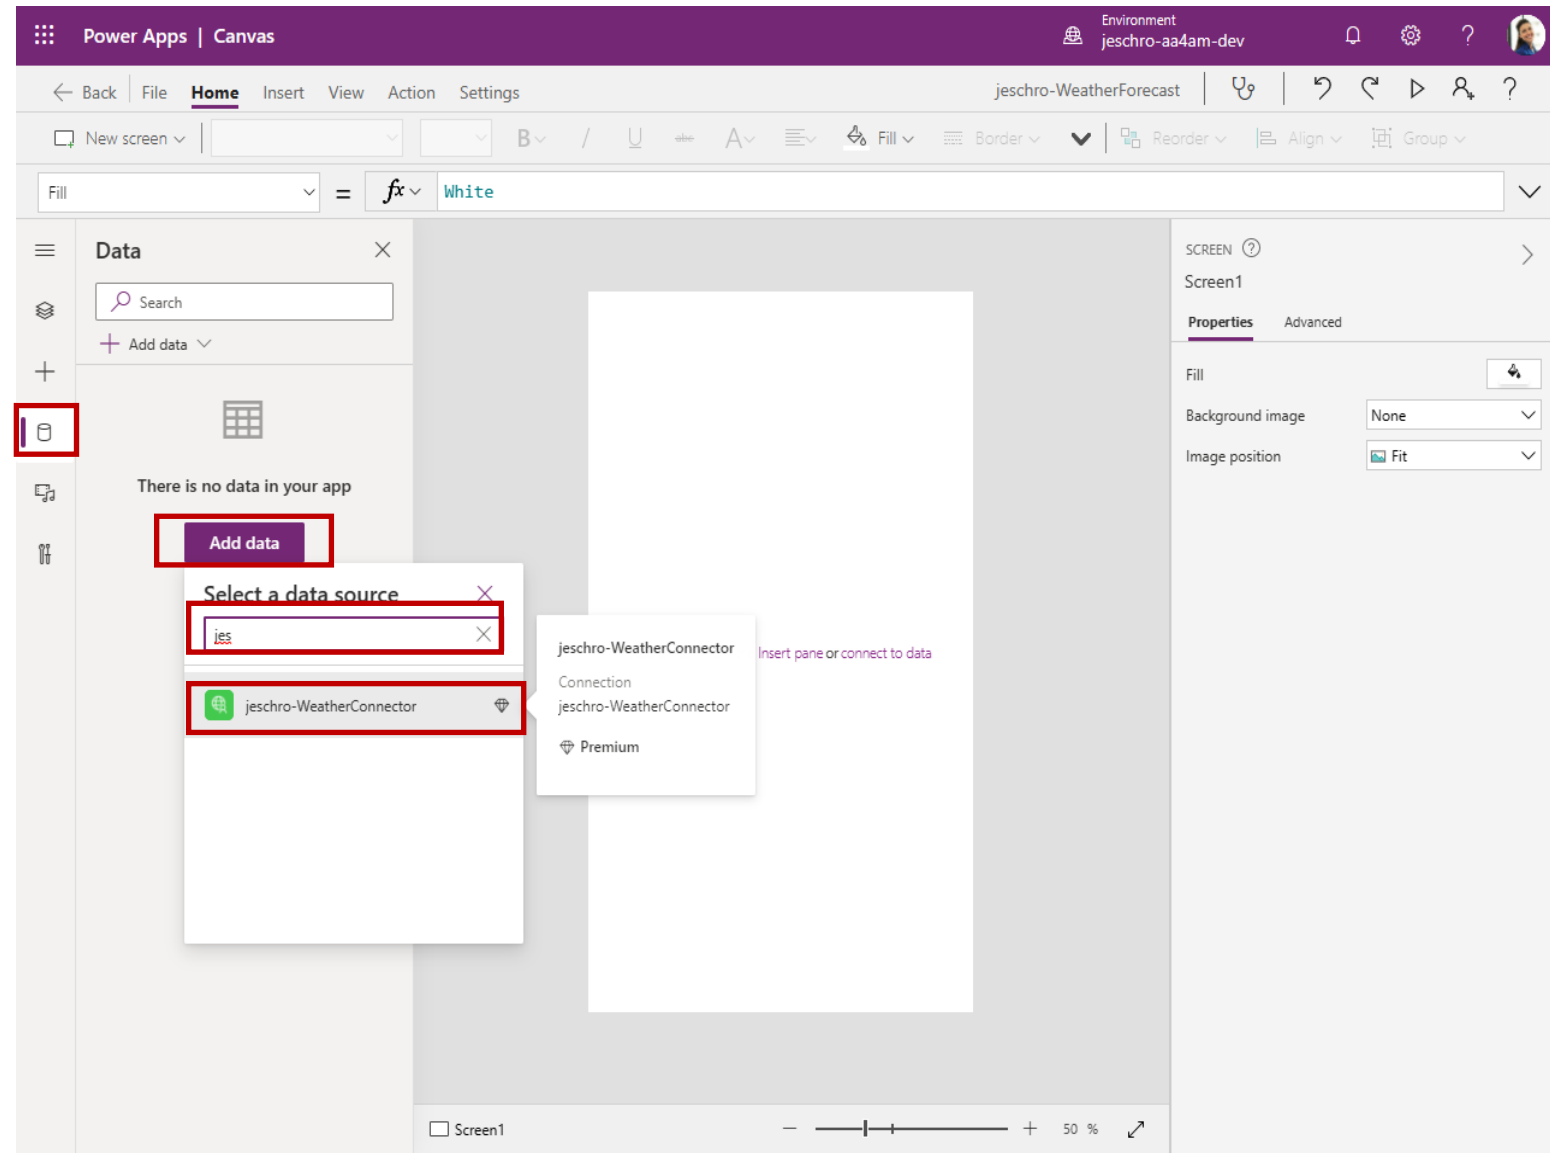 Power Apps | Canvas
Environment
jeschro-aa4am-dev
Back File Home Insert View Action Settings
jeschro-WeatherForecast
New screen
B / U abc A Fill Border Reorder Align Group
Fill = fx White
Data
Search
Add data
There is no data in your app
Add data
Select a data source
jes
jeschro-WeatherConnector
jeschro-WeatherConnector
Connection
jeschro-WeatherConnector
Premium
Insert pane or connect to data
SCREEN
Screen1
Properties Advanced
Fill
Background image None
Image position Fit
Screen1
50 %